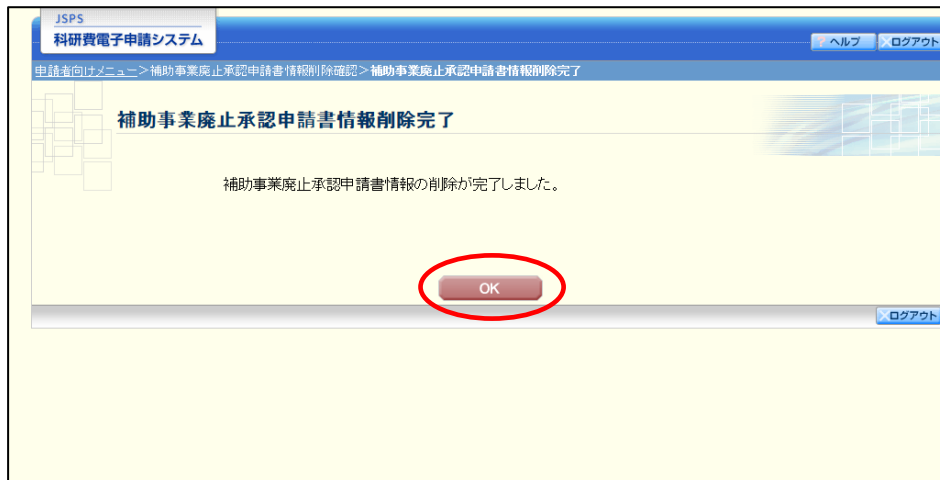 JSPS
科研費電子申請システム
ヘルプ ログアウト
申請者向けメニュー＞補助事業廃止承認申請書情報削除確認＞補助事業廃止承認申請書情報削除完了
補助事業廃止承認申請書情報削除完了
補助事業廃止承認申請書情報の削除が完了しました。
OK
ログアウト